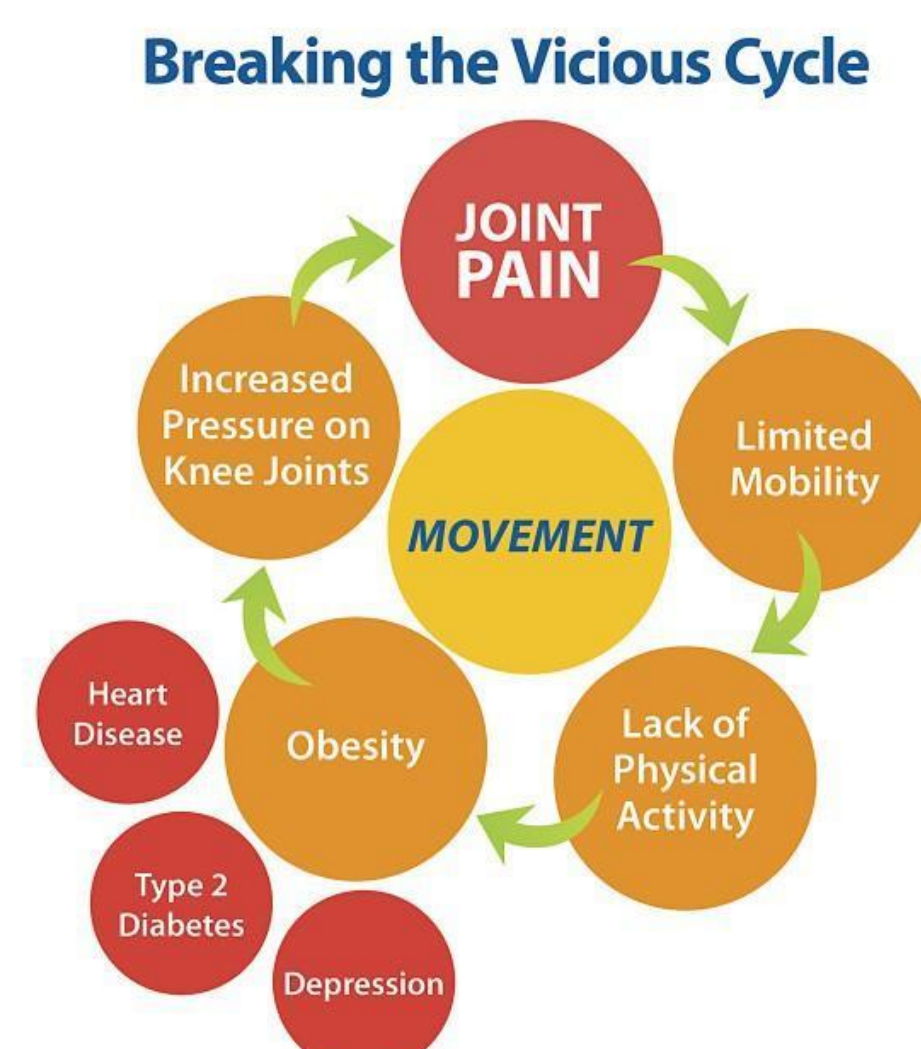 Breaking the Vicious Cycle
JOINT
PAIN
Limited
Mobility
Lack of
Physical
Activity
Obesity
Increased
Pressure on
Knee Joints
MOVEMENT
Heart
Disease
Type 2
Diabetes
Depression